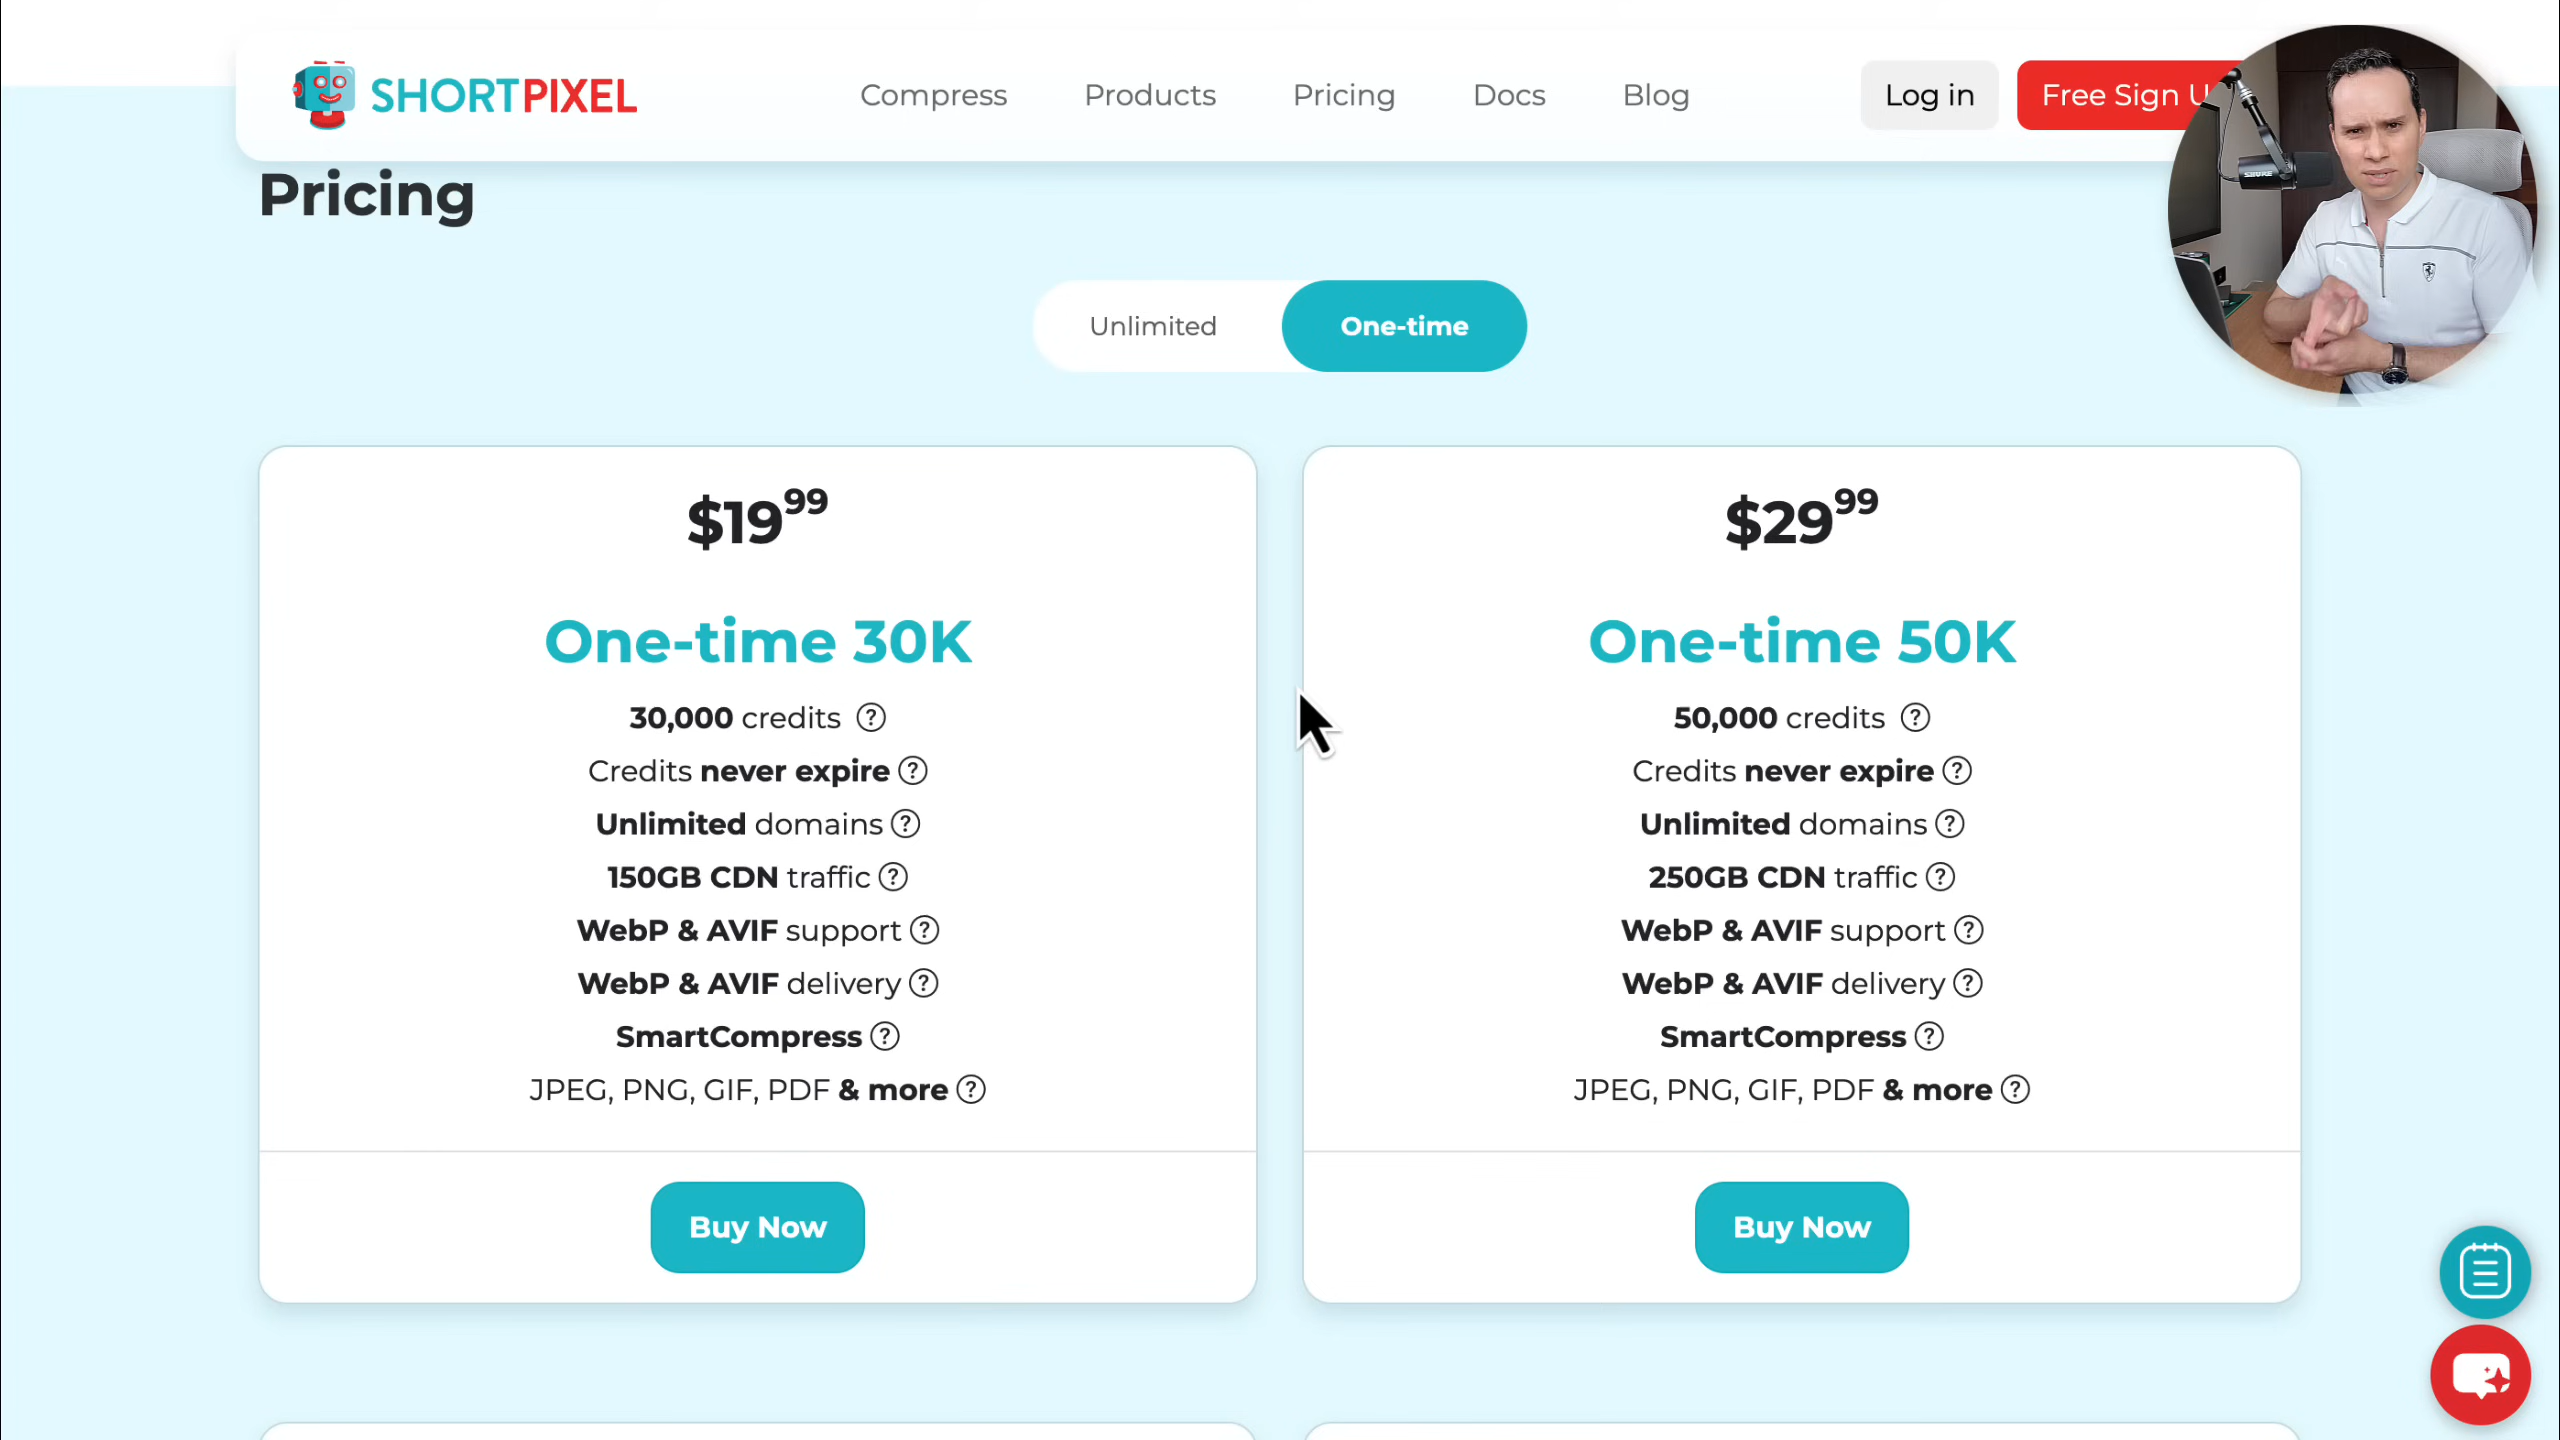 SHORTPIXEL
Compress
Products
Pricing
Docs
Blog
Log in
Free Sign U
Pricing
Unlimited
One-time
$19.99
One-time 30K
30,000 credits ?
Credits never expire ?
Unlimited domains ?
150GB CDN traffic ?
WebP & AVIF support ?
WebP & AVIF delivery ?
SmartCompress ?
JPEG, PNG, GIF, PDF & more ?
Buy Now
$29.99
One-time 50K
50,000 credits ?
Credits never expire ?
Unlimited domains ?
250GB CDN traffic ?
WebP & AVIF support ?
WebP & AVIF delivery ?
SmartCompress ?
JPEG, PNG, GIF, PDF & more ?
Buy Now
SHURE